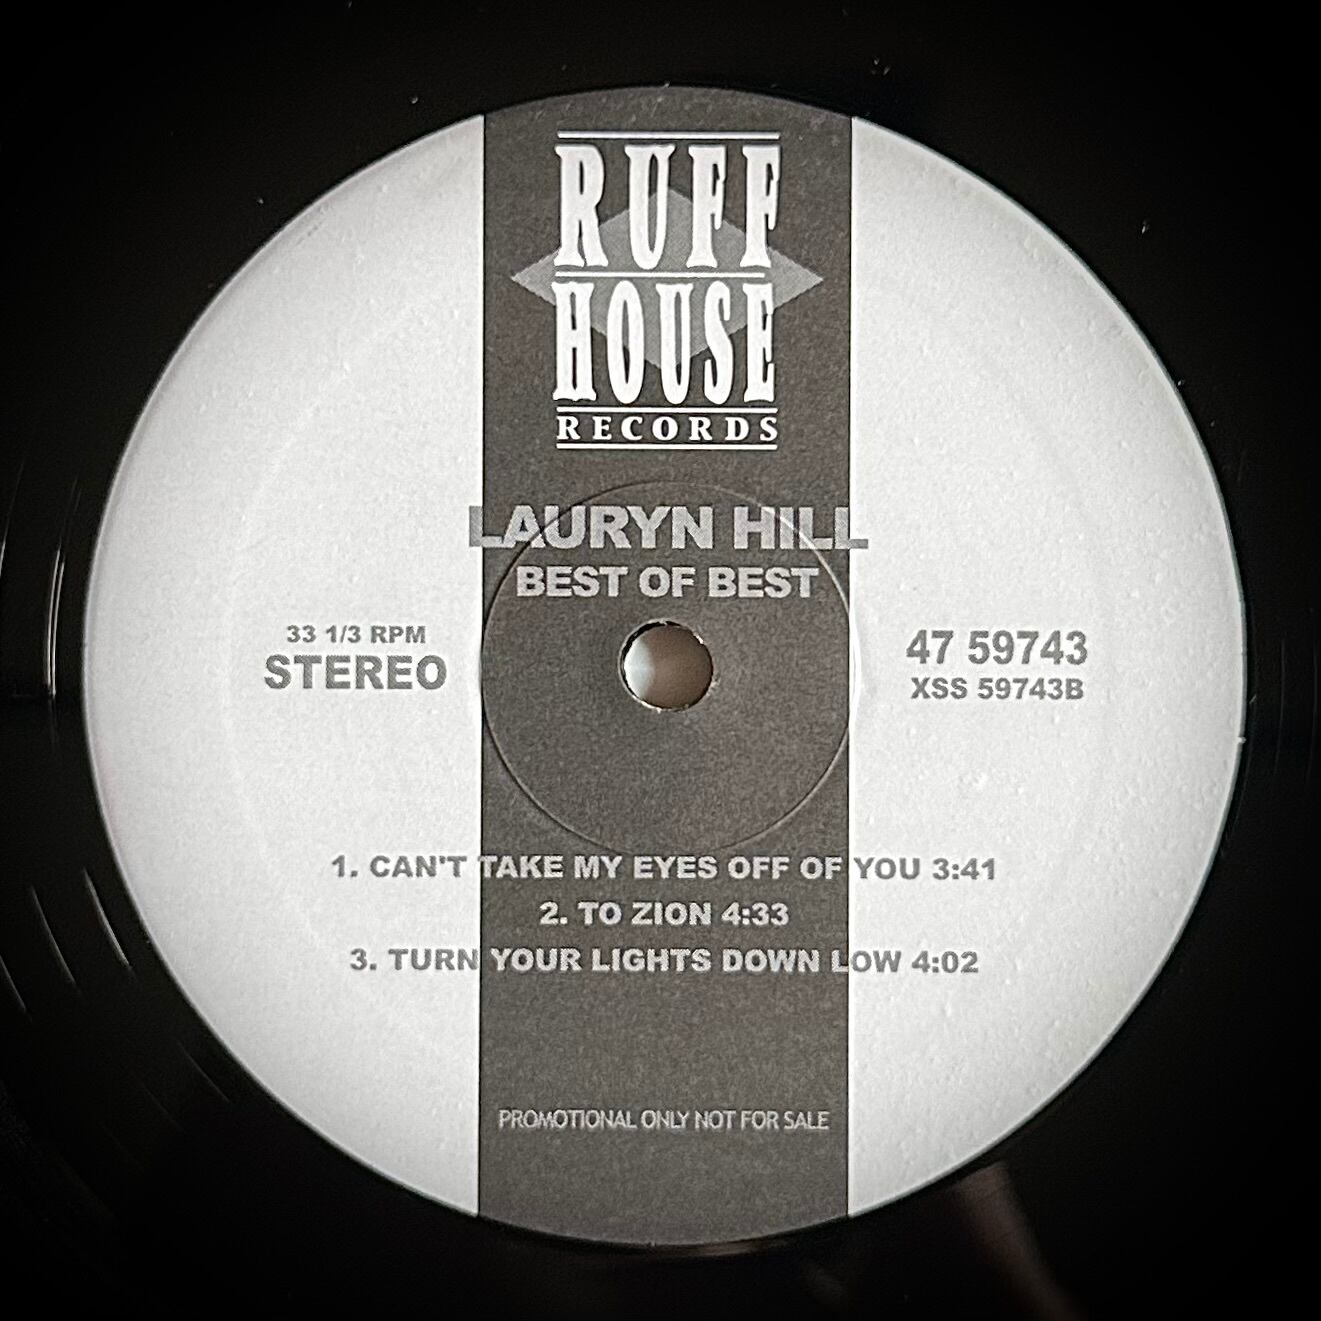 RUFF
HOUSE
RECORDS
LAURYN HILL
BEST OF BEST
33 1/3 RPM
STEREO
47 59743
XSS 59743B
1. CAN'T TAKE MY EYES OFF OF YOU 3:41
2. TO ZION 4:33
3. TURN YOUR LIGHTS DOWN LOW 4:02
PROMOTIONAL ONLY NOT FOR SALE